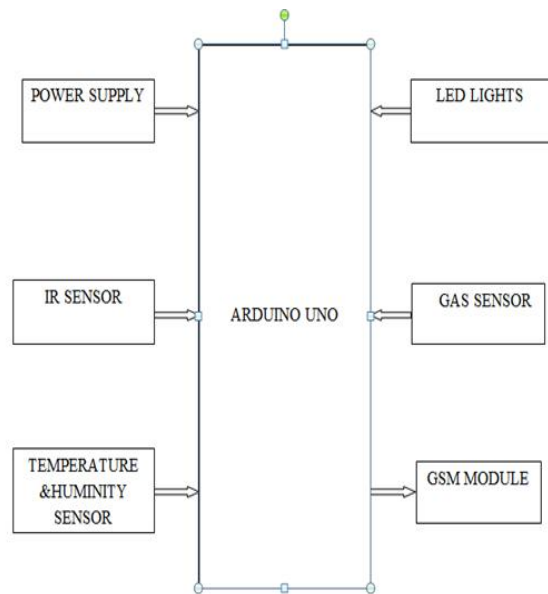 POWER SUPPLY
LED LIGHTS
IR SENSOR
ARDUINO UNO
GAS SENSOR
TEMPERATURE
&HUMINITY
SENSOR
GSM MODULE